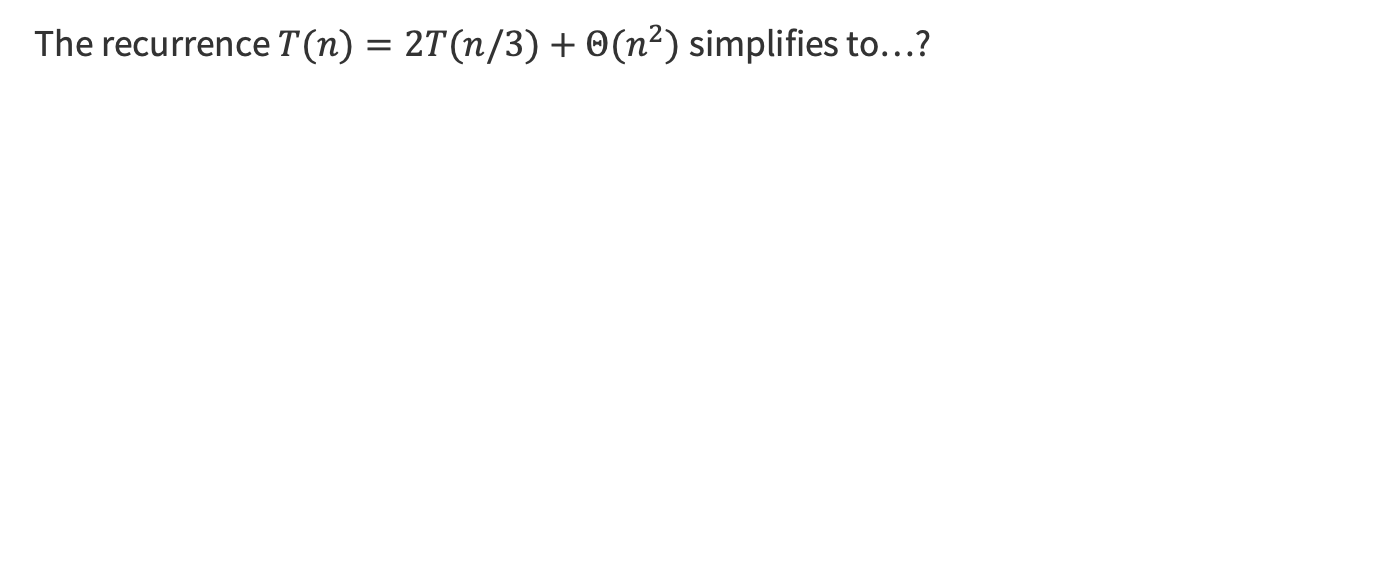 The recurrence T(n) = 2T(n/3) + Θ(n²) simplifies to…?